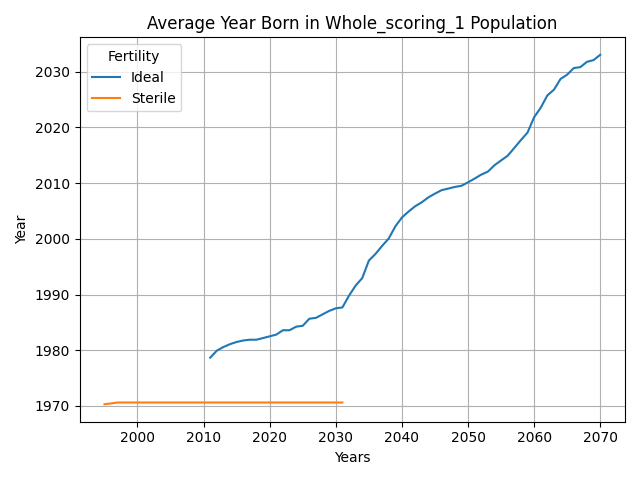 Average Year Born in Whole_scoring_1 Population
Fertility
Ideal
Sterile
Year
2030
2020
2010
2000
1990
1980
1970
2000 2010 2020 2030 2040 2050 2060 2070
Years